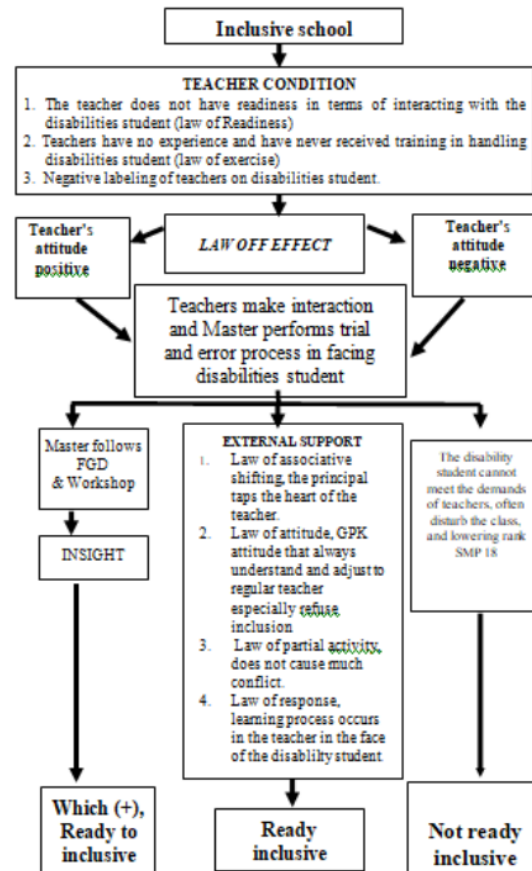 Inclusive school
TEACHER CONDITION
1. The teacher does not have readiness in terms of interacting with the
disabilities student (law of Readiness)
2. Teachers have no experience and have never received training in handling
disabilities student (law of exercise)
3. Negative labeling of teachers on disabilities student.
Teacher's
attitude
positive
LAW OFF EFFECT
Teacher's
attitude
negative
Teachers make interaction
and Master performs trial
and error process in facing
disabilities student
Master follows
FGD
& Workshop
INSIGHT
EXTERNAL SUPPORT
1. Law of associative
shifting, the principal
taps the heart of the
teacher.
2. Law of attitude, GPK
attitude that always
understand and adjust to
regular teacher
especially refuse
inclusion
3. Law of partial activity,
does not cause much
conflict.
4. Law of response,
learning process occurs
in the teacher in the face
of the disablilty student
The disability
student cannot
meet the demands
of teachers, often
disturb the class,
and lowering rank
SMP 18
Which (+),
Ready to
inclusive
Ready
inclusive
Not ready
inclusive